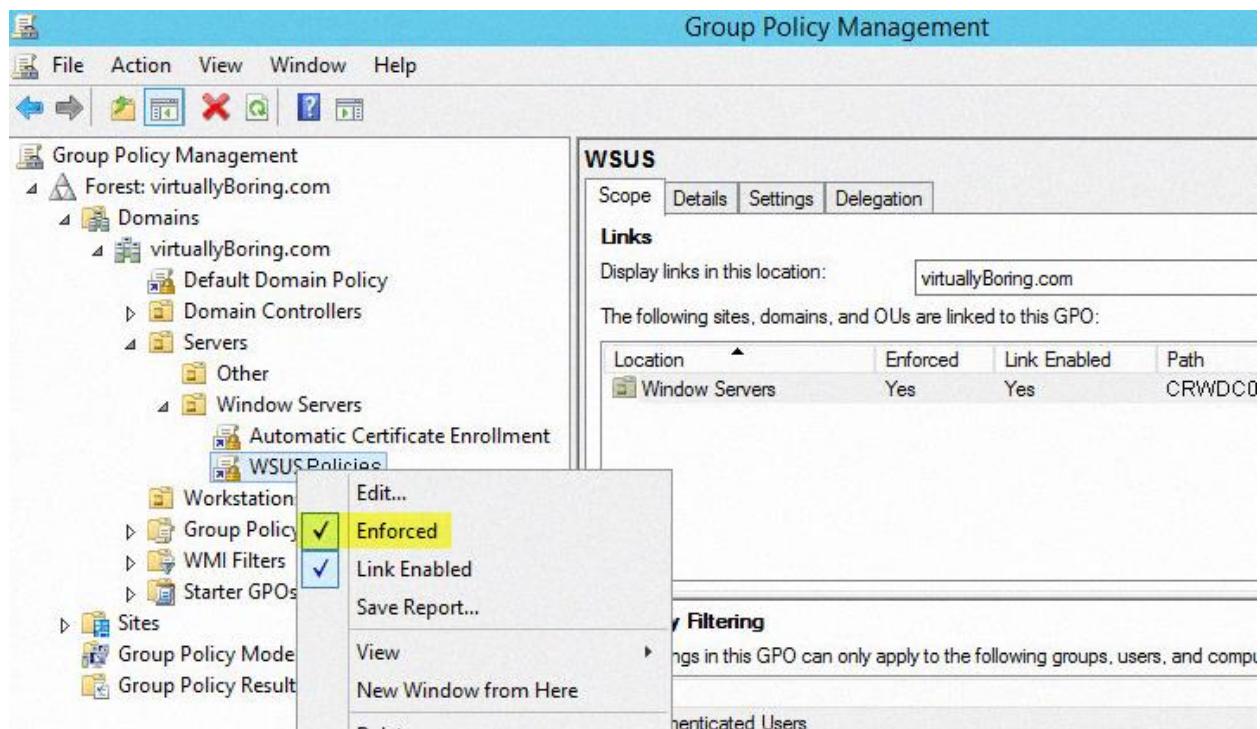 Group Policy Management
File Action View Window Help
Group Policy Management
Forest: virtuallyBoring.com
Domains
virtuallyBoring.com
Default Domain Policy
Domain Controllers
Servers
Other
Window Servers
Automatic Certificate Enrollment
WSUS Policies
Workstation
Group Policy
WMI Filters
Starter GPOs
Sites
Group Policy Mode
Group Policy Result
Edit...
Enforced
Link Enabled
Save Report...
View
New Window from Here
WSUS
Scope Details Settings Delegation
Links
Display links in this location: virtuallyBoring.com
The following sites, domains, and OUs are linked to this GPO:
Location Enforced Link Enabled Path
Window Servers Yes Yes CRWDC0
y Filtering
ngs in this GPO can only apply to the following groups, users, and compu
henticated Users